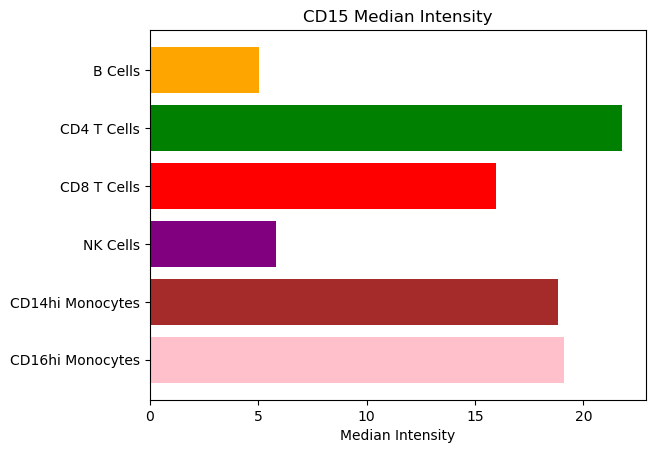 CD15 Median Intensity
B Cells
CD4 T Cells
CD8 T Cells
NK Cells
CD14hi Monocytes
CD16hi Monocytes
0 5 10 15 20
Median Intensity